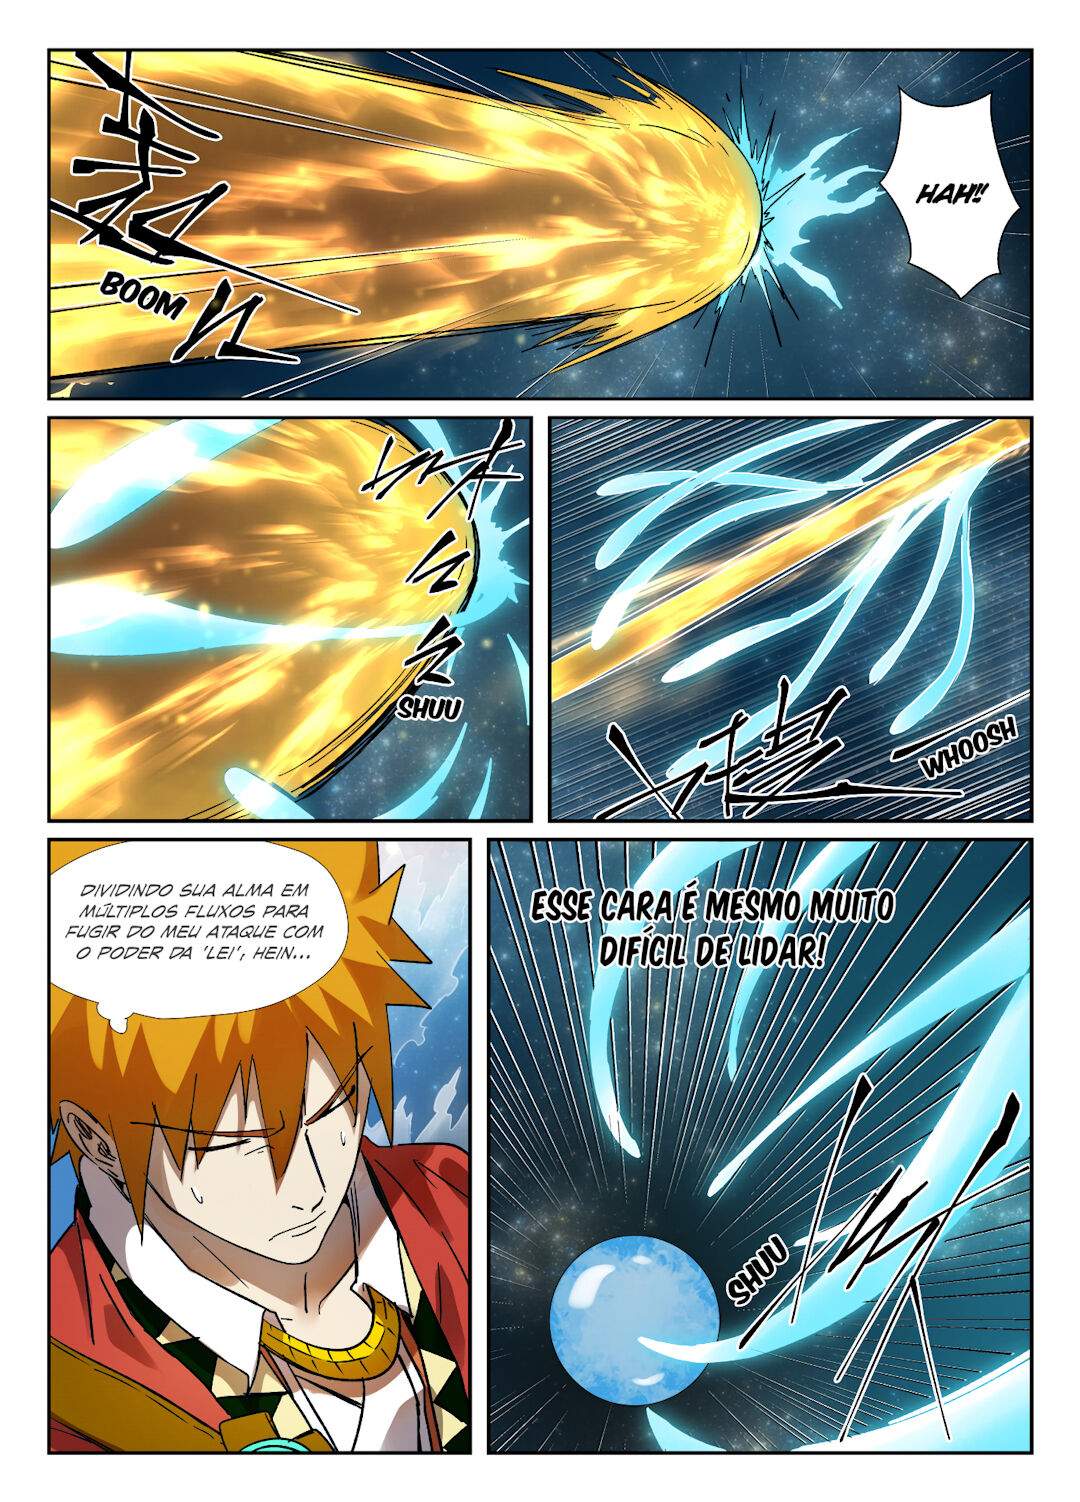 HAH!!
BOOM
SHUU
WHOOSH
DIVIDINDO SUA ALMA EM
MÚLTIPLOS FLUXOS PARA
FUGIR DO MEU ATAQUE COM
O PODER DA 'LEI'; HEIN...
ESSE CARA É MESMO MUITO
DIFÍCIL DE LIDAR!
SHUU